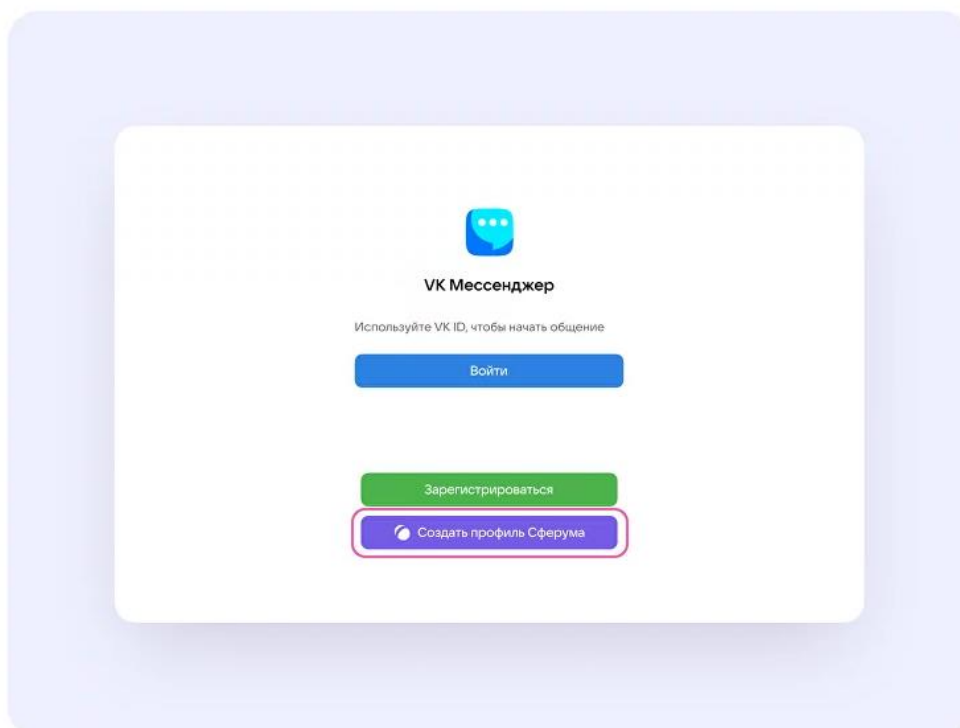 VK Мессенджер
Используйте VK ID, чтобы начать общение
Войти
Зарегистрироваться
Создать профиль Сферума